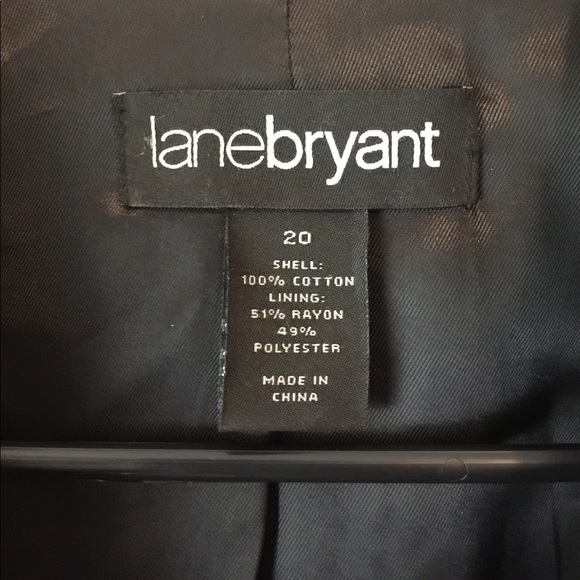 lanebryant
20
SHELL:
100% COTTON
LINING:
51% RAYON
49%
POLYESTER
MADE IN
CHINA